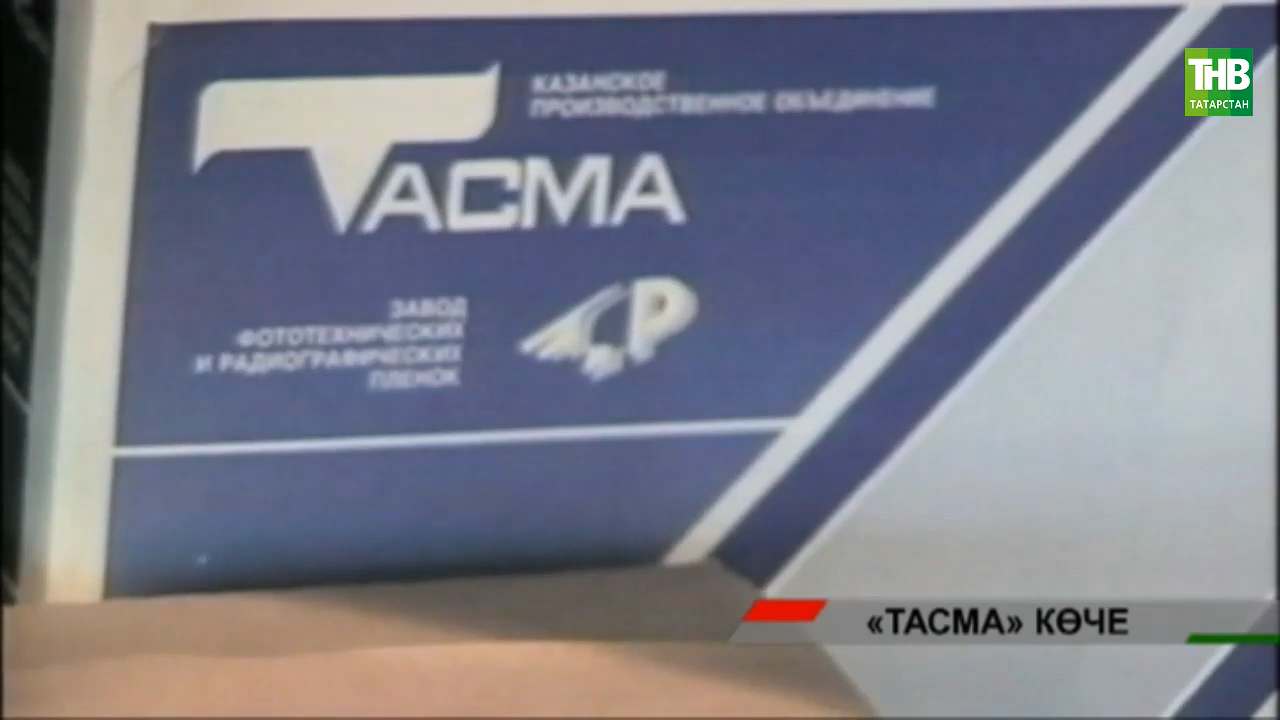 ТНВ
ТАТАРСТАН
КАЗАНСКОЕ
ПРОИЗВОДСТВЕННОЕ ОБЪЕДИНЕНИЕ
ТАСМА
ЗАВОД
ФОТОТЕХНИЧЕСКИХ
И РАДИОГРАФИЧЕСКИХ
ПЛЕНОК
«ТАСМА» КӨЧЕ